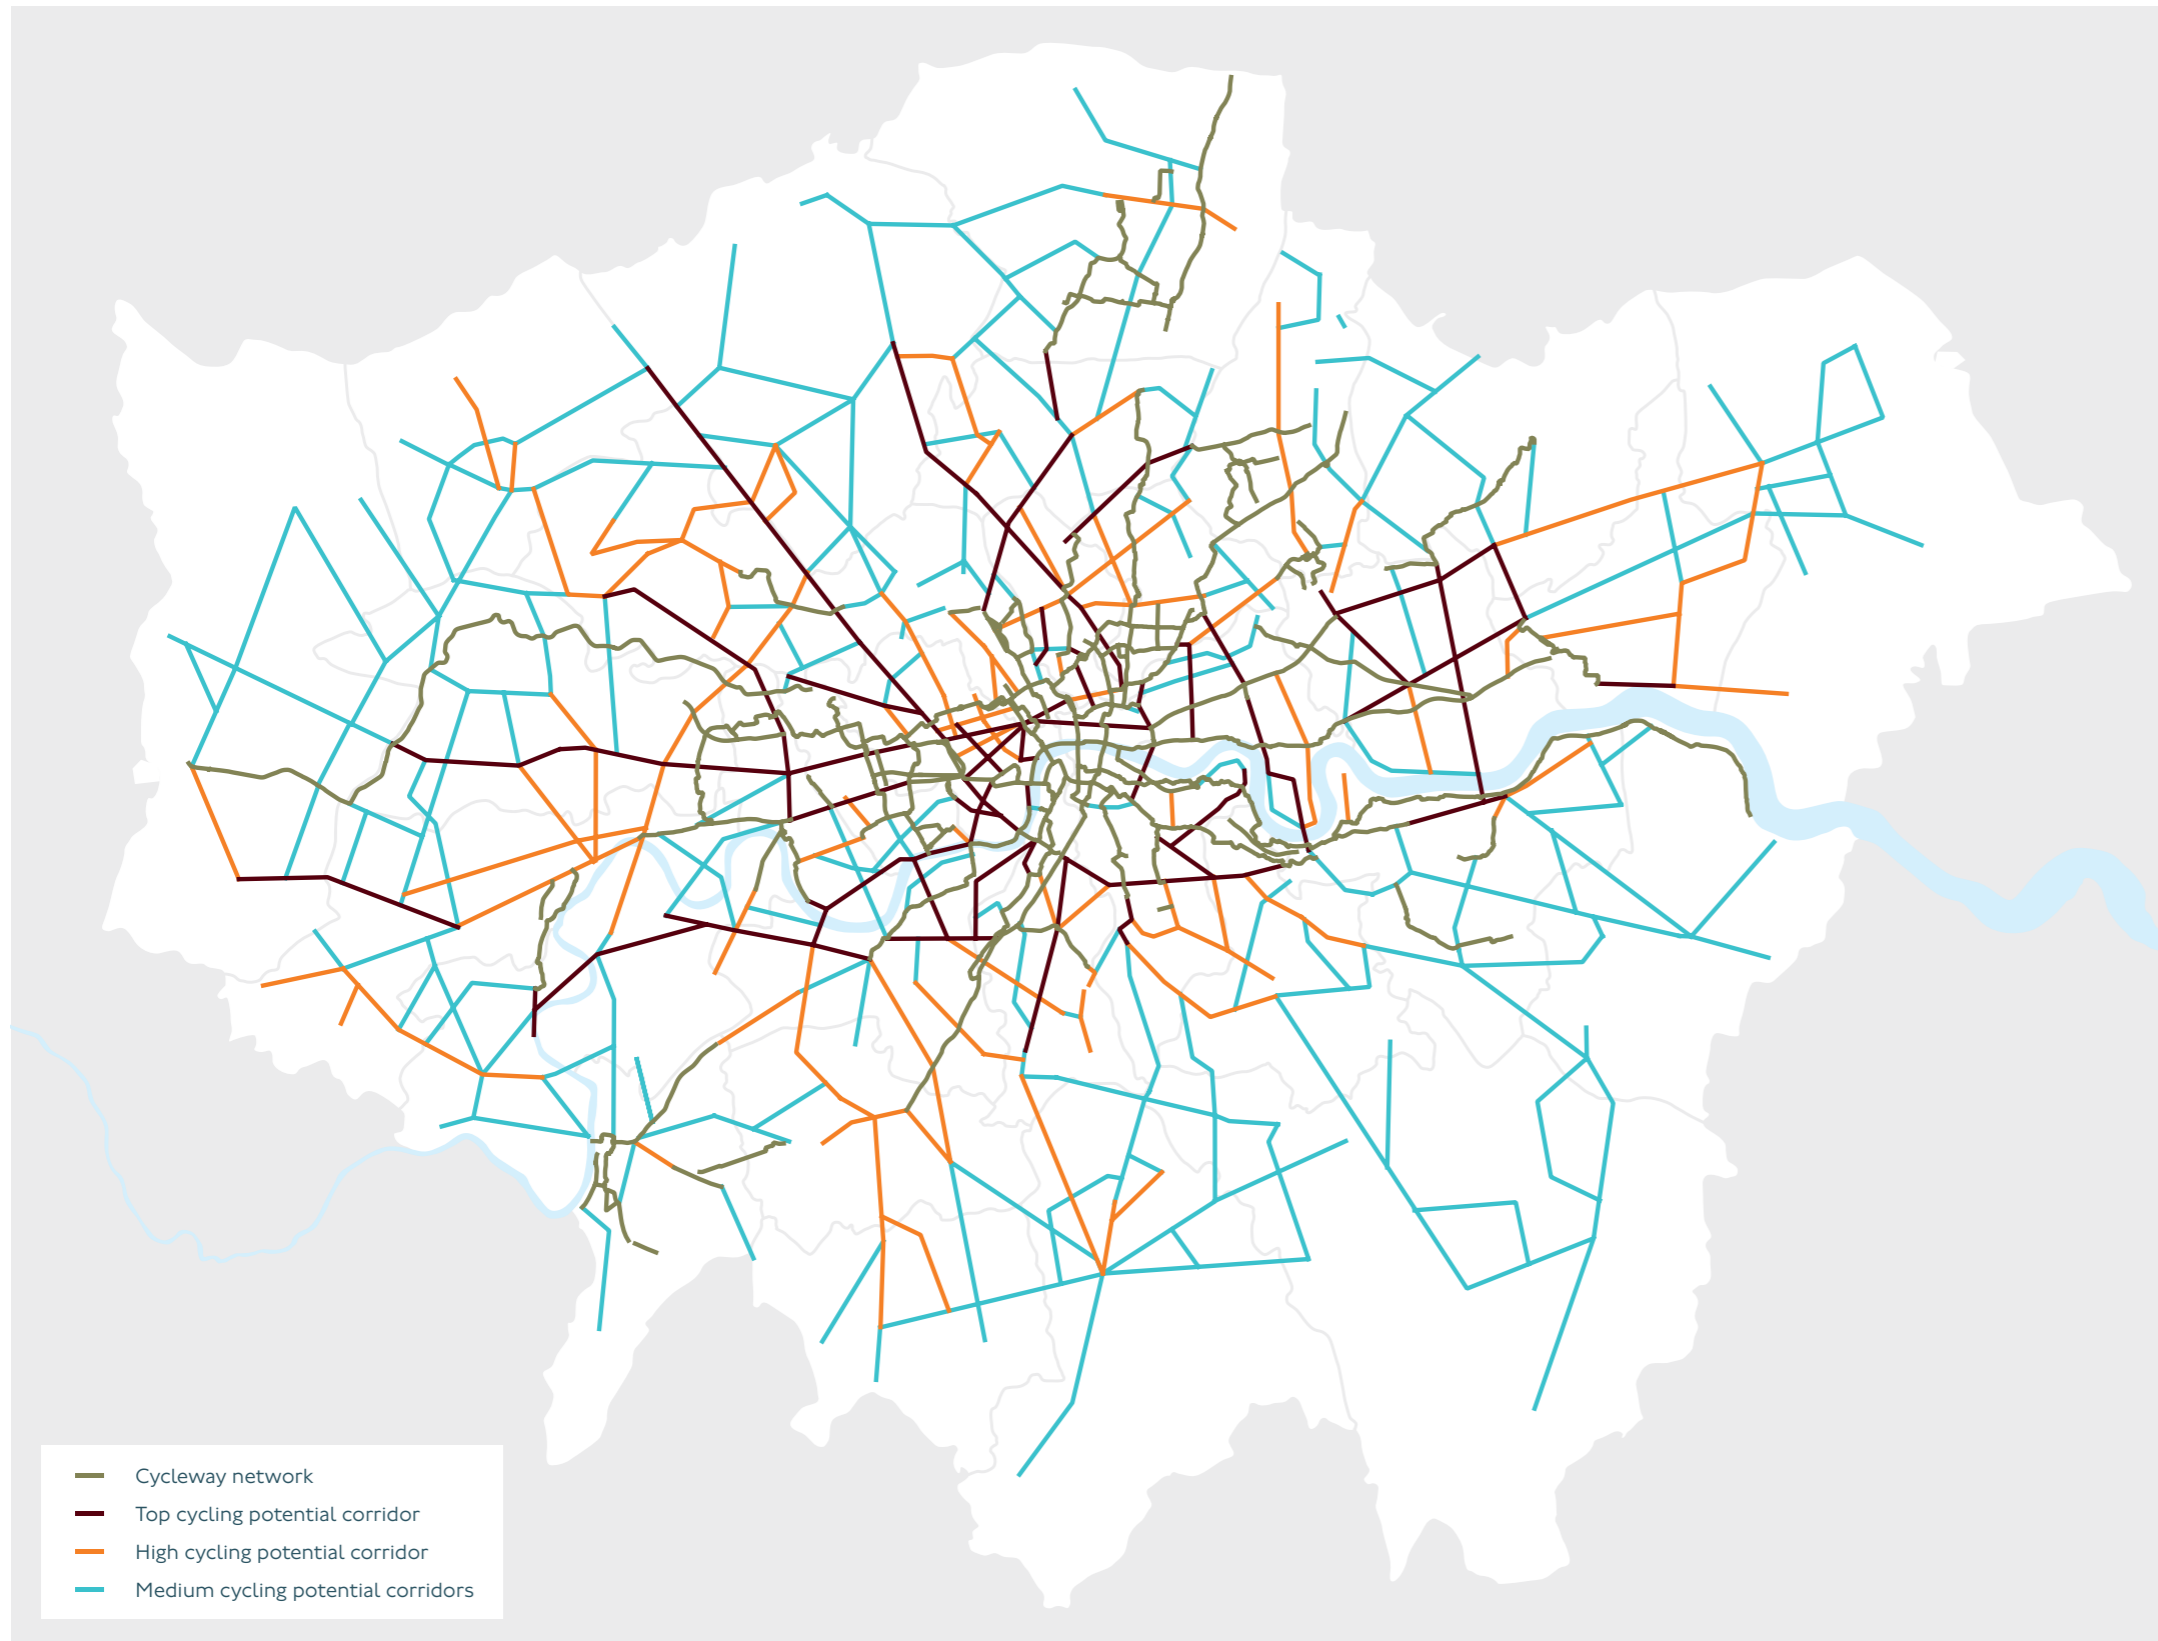 Cycleway network
Top cycling potential corridor
High cycling potential corridor
Medium cycling potential corridors